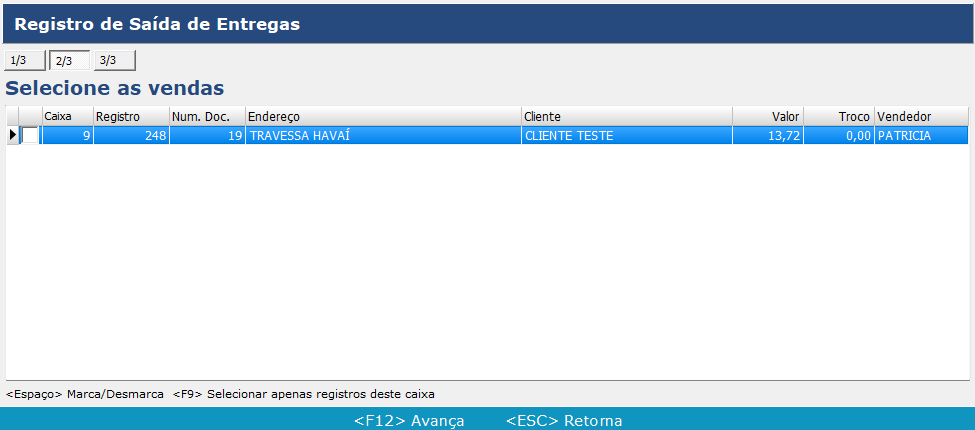 Registro de Saída de Entregas
1/3 2/3 3/3
Selecione as vendas
Caixa Registro Num. Doc. Endereço Cliente Valor Troco Vendedor
9 248 19 TRAVESSA HAVAÍ CLIENTE TESTE 13,72 0,00 PATRICIA
<Espaço> Marca/Desmarca <F9> Selecionar apenas registros deste caixa
<F12> Avança <ESC> Retorna